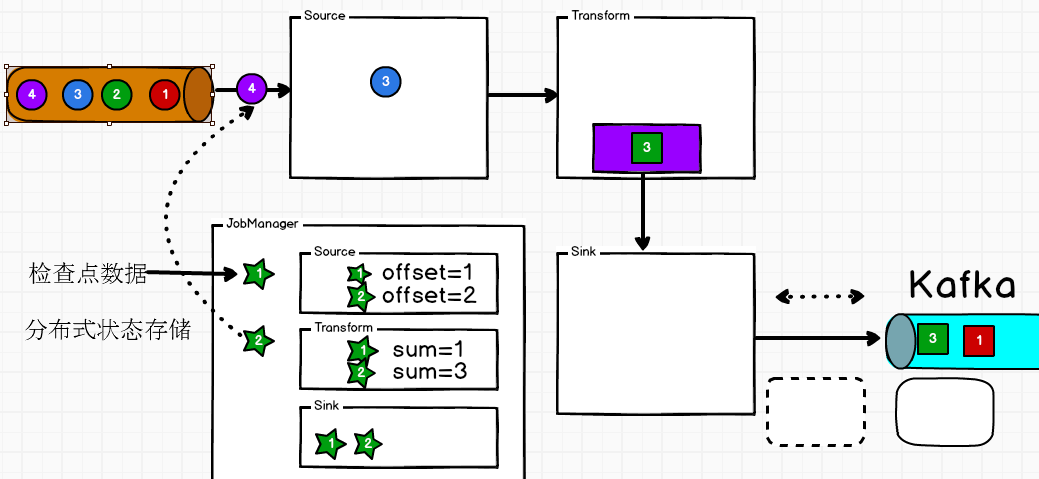 Source
Transform
4
3
2
1
4
3
3
JobManager
检查点数据
1
Source
1 offset=1
2 offset=2
分布式状态存储
2
Transform
1 sum=1
2 sum=3
Sink
1
2
Sink
Kafka
3
1